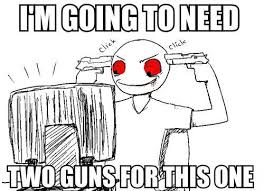 I'M GOING TO NEED
Click Click
TWO GUNS FOR THIS ONE